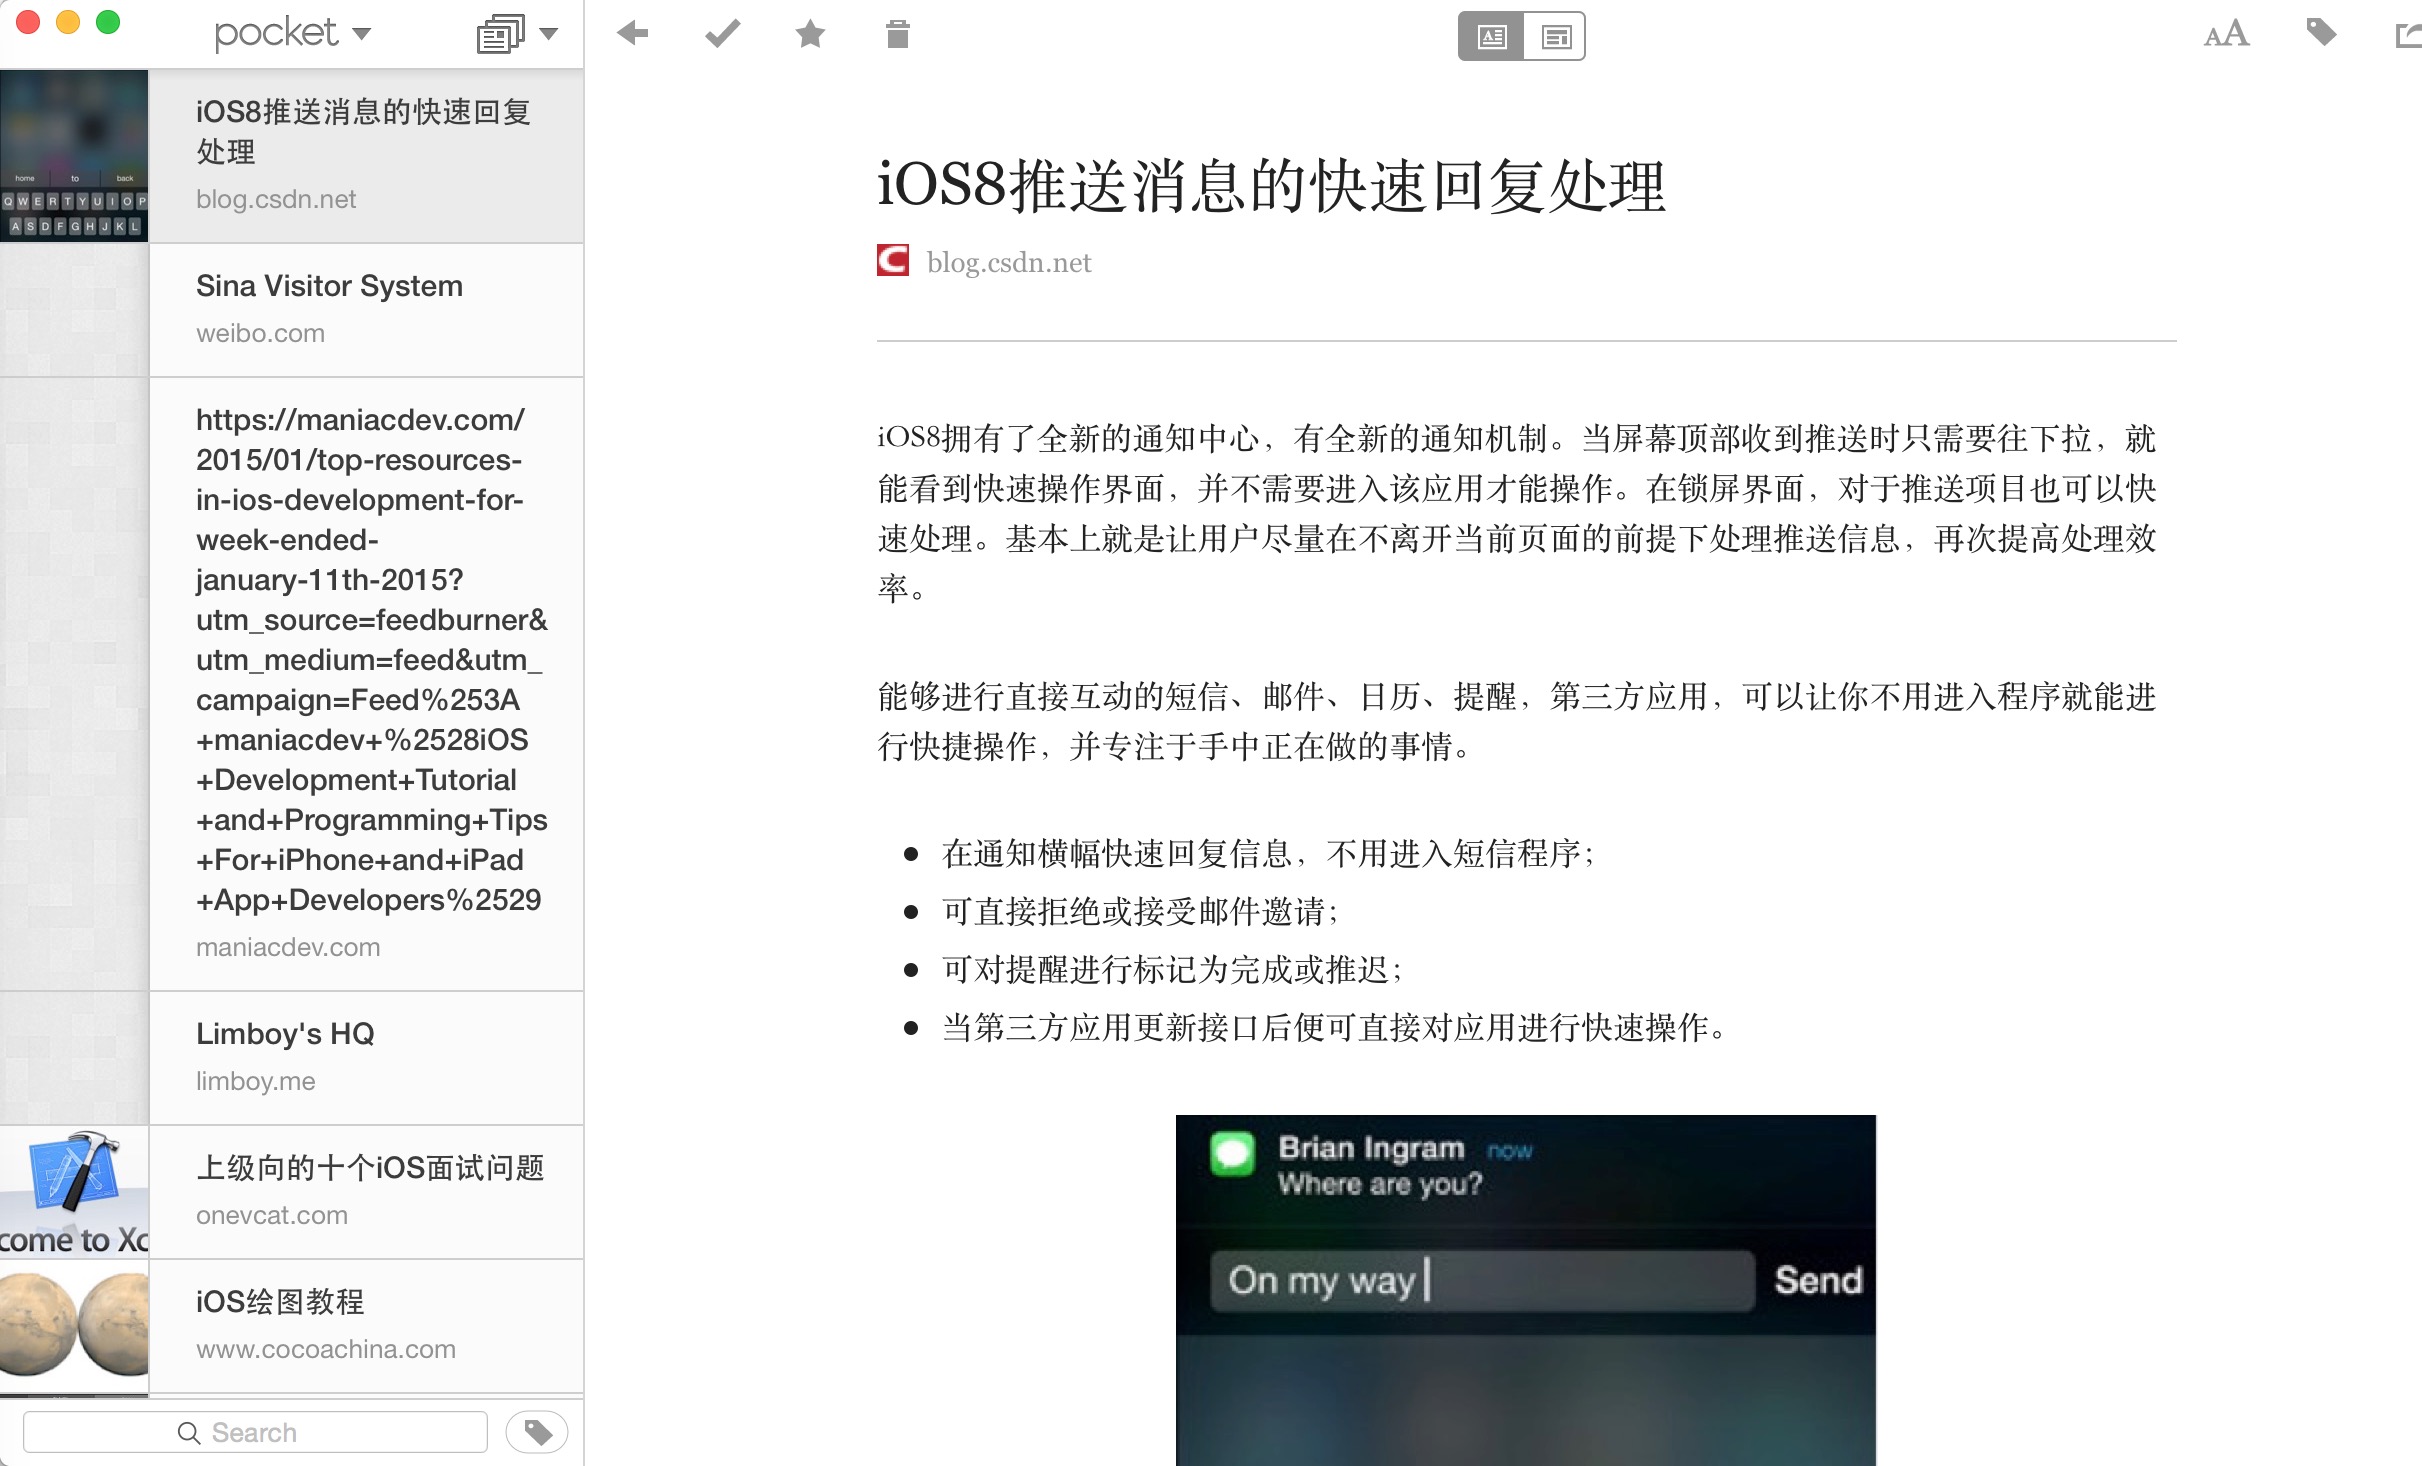 pocket
home to back
Q W E R T Y U I O P
A S D F G H J K L
iOS8推送消息的快速回复
处理
blog.csdn.net
Sina Visitor System
weibo.com
https://maniacdev.com/
2015/01/top-resources-
in-ios-development-for-
week-ended-
january-11th-2015?
utm_source=feedburner&
utm_medium=feed&utm_
campaign=Feed%253A
+maniacdev+%2528iOS
+Development+Tutorial
+and+Programming+Tips
+For+iPhone+and+iPad
+App+Developers%2529
maniacdev.com
Limboy's HQ
limboy.me
come to Xc
上级向的十个iOS面试问题
onevcat.com
iOS绘图教程
www.cocoachina.com
Search
AA
iOS8推送消息的快速回复处理
blog.csdn.net
iOS8拥有了全新的通知中心，有全新的通知机制。当屏幕顶部收到推送时只需要往下拉，就
能看到快速操作界面，并不需要进入该应用才能操作。在锁屏界面，对于推送项目也可以快
速处理。基本上就是让用户尽量在不离开当前页面的前提下处理推送信息，再次提高处理效
率。
能够进行直接互动的短信、邮件、日历、提醒，第三方应用，可以让你不用进入程序就能进
行快捷操作，并专注于手中正在做的事情。
在通知横幅快速回复信息，不用进入短信程序；
可直接拒绝或接受邮件邀请；
可对提醒进行标记为完成或推迟；
当第三方应用更新接口后便可直接对应用进行快速操作。
Brian Ingram now
Where are you?
On my way
Send